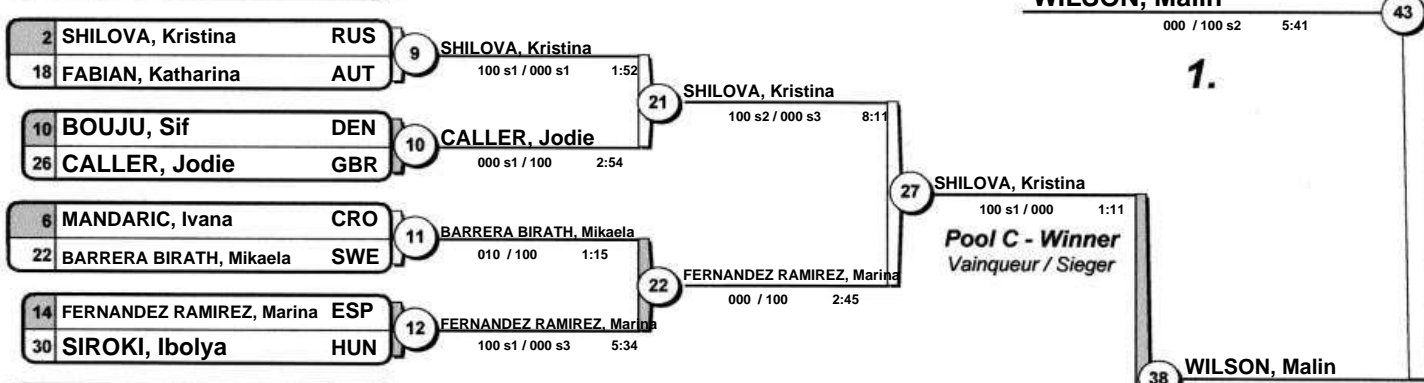 WILSON, Malin
43
000 / 100 s2 5:41
1.
2 SHILOVA, Kristina RUS
18 FABIAN, Katharina AUT
9
SHILOVA, Kristina
100 s1 / 000 s1 1:52
10 BOUJU, Sif DEN
26 CALLER, Jodie GBR
10
CALLER, Jodie
000 s1 / 100 2:54
21
SHILOVA, Kristina
100 s2 / 000 s3 8:11
6 MANDARIC, Ivana CRO
22 BARRERA BIRATH, Mikaela SWE
11
BARRERA BIRATH, Mikaela
010 / 100 1:15
14 FERNANDEZ RAMIREZ, Marina ESP
30 SIROKI, Ibolya HUN
12
FERNANDEZ RAMIREZ, Marina
100 s1 / 000 s3 5:34
22
FERNANDEZ RAMIREZ, Marina
000 / 100 2:45
27
SHILOVA, Kristina
100 s1 / 000 1:11
Pool C - Winner
Vainqueur / Sieger
38
WILSON, Malin